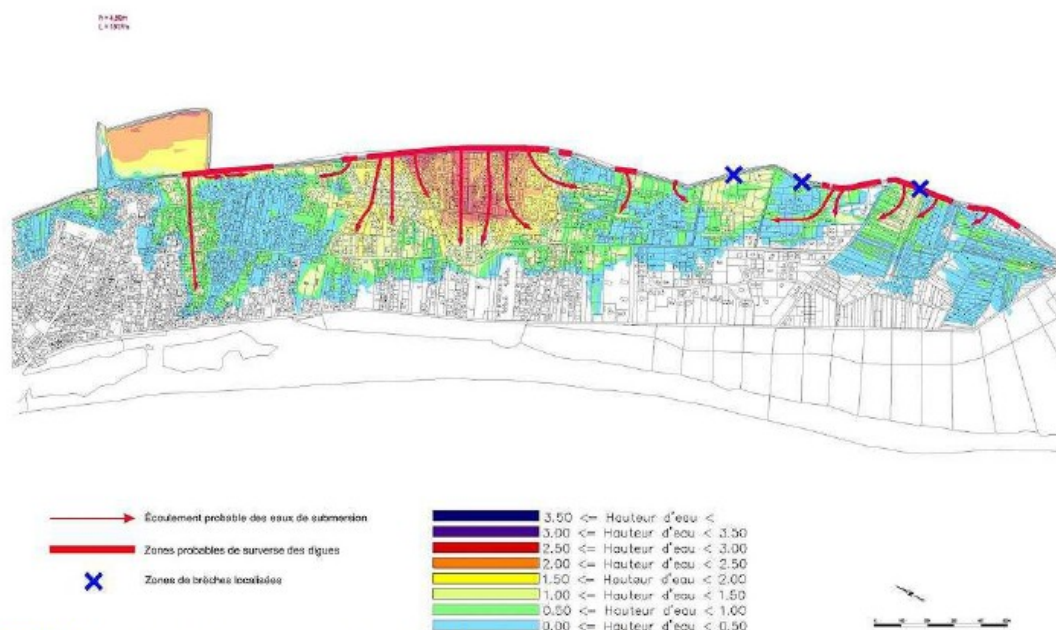 Écoulement probable des eaux de submersion
Zones probables de surverse des digues
Zones de brèches localisées
3.50 <= Hauteur d'eau <
3.00 <= Hauteur d'eau < 3.50
2.50 <= Hauteur d'eau < 3.00
2.00 <= Hauteur d'eau < 2.50
1.50 <= Hauteur d'eau < 2.00
1.00 <= Hauteur d'eau < 1.50
0.50 <= Hauteur d'eau < 1.00
0.00 <= Hauteur d'eau < 0.50